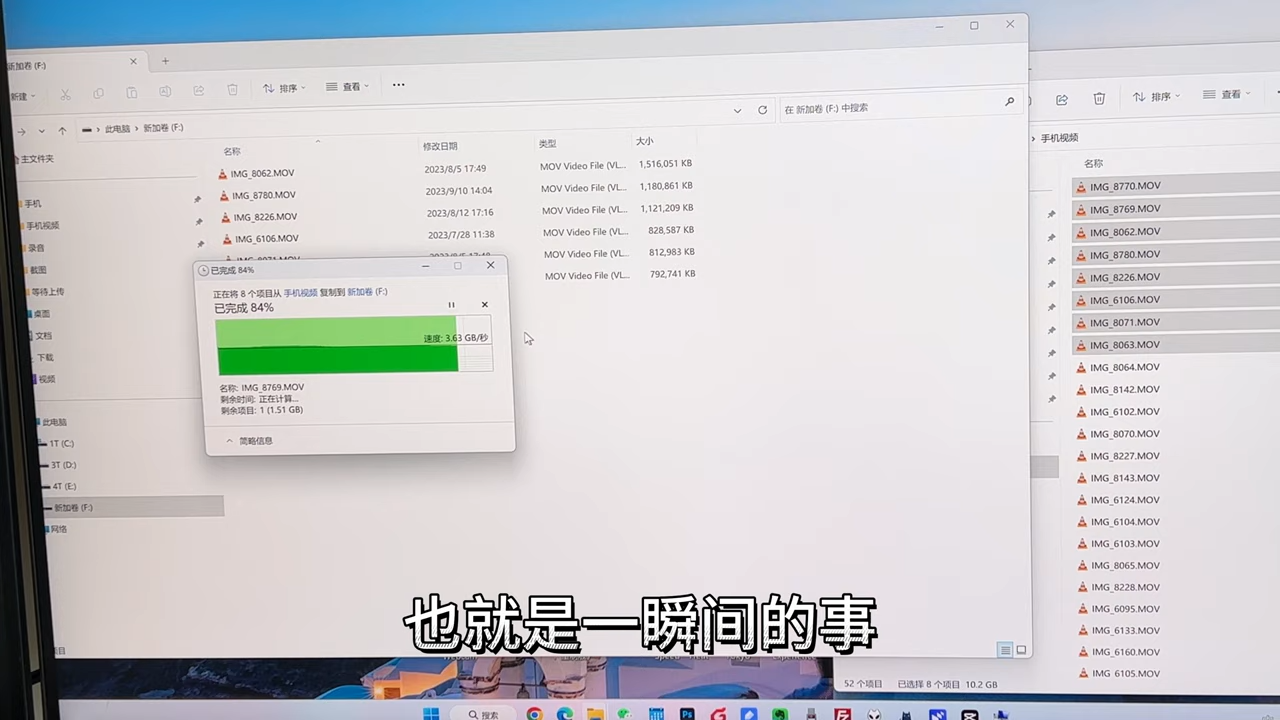 新加卷 (F:)
新建
排序
查看
此电脑 › 新加卷 (F:)
在 新加卷 (F:) 中搜索
主文件夹
手机
手机视频
录音
截图
等待上传
桌面
文档
下载
视频
此电脑
1T (C:)
3T (D:)
4T (E:)
新加卷 (F:)
网络
名称 修改日期 类型 大小
IMG_8062.MOV 2023/8/5 17:49 MOV Video File (VL... 1,516,051 KB
IMG_8780.MOV 2023/9/10 14:04 MOV Video File (VL... 1,180,861 KB
IMG_8226.MOV 2023/8/12 17:16 MOV Video File (VL... 1,121,209 KB
IMG_6106.MOV 2023/7/28 11:38 MOV Video File (VL... 828,587 KB
IMG_8071.MOV 2023/8/5 17:48 MOV Video File (VL... 812,983 KB
MOV Video File (VL... 792,741 KB
已完成 84%
正在将 8 个项目从 手机视频 复制到 新加卷 (F:)
已完成 84%
速度: 3.63 GB/秒
名称: IMG_8769.MOV
剩余时间: 正在计算...
剩余项目: 1 (1.51 GB)
简略信息
排序
查看
› 手机视频
名称
IMG_8770.MOV
IMG_8769.MOV
IMG_8062.MOV
IMG_8780.MOV
IMG_8226.MOV
IMG_6106.MOV
IMG_8071.MOV
IMG_8063.MOV
IMG_8064.MOV
IMG_8142.MOV
IMG_6102.MOV
IMG_8070.MOV
IMG_8227.MOV
IMG_8143.MOV
IMG_6124.MOV
IMG_6104.MOV
IMG_6103.MOV
IMG_8065.MOV
IMG_8228.MOV
IMG_6095.MOV
IMG_6133.MOV
IMG_6160.MOV
IMG_6105.MOV
52 个项目 已选择 8 个项目 10.2 GB
也就是一瞬间的事
搜索